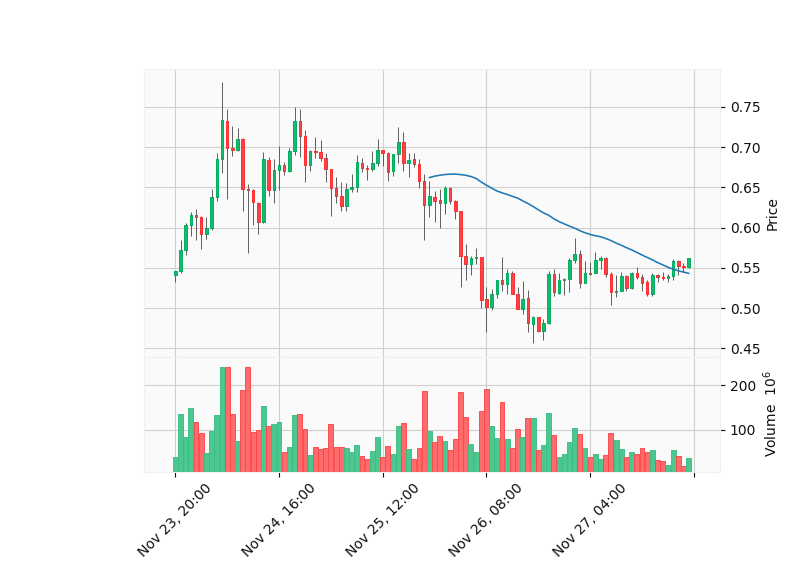 0.75
0.70
0.65
0.60
0.55
0.50
0.45
Price
200
100
Volume 10^6
Nov 23, 20:00
Nov 24, 16:00
Nov 25, 12:00
Nov 26, 08:00
Nov 27, 04:00